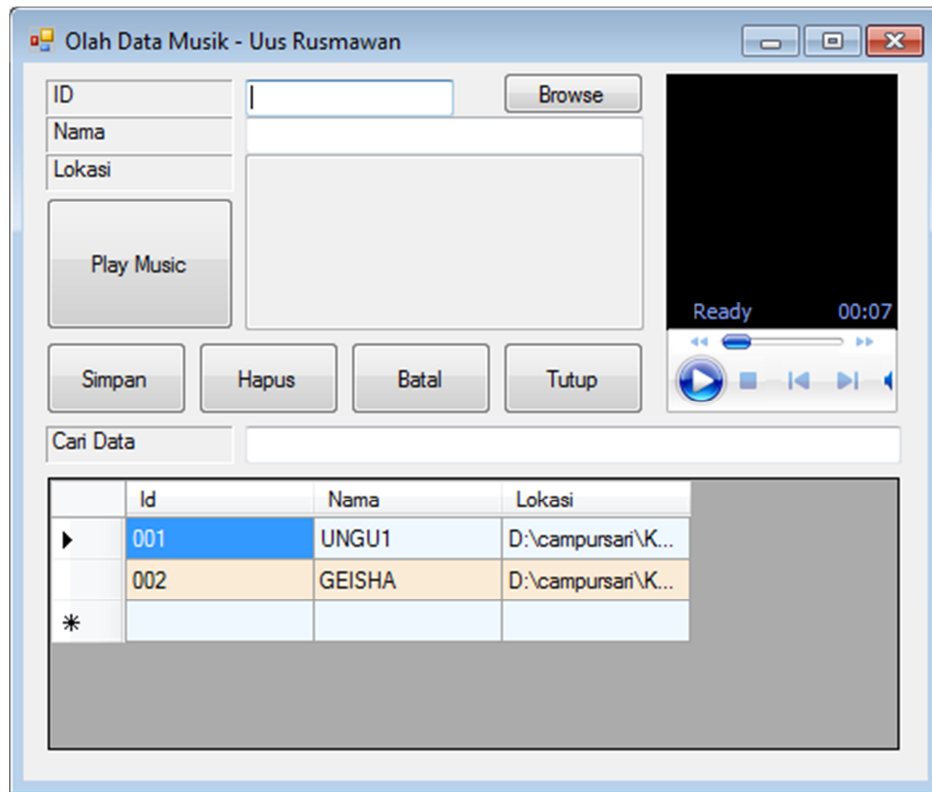 Olah Data Musik - Uus Rusmawan
ID
Browse
Nama
Lokasi
Play Music
Ready 00:07
Simpan Hapus Batal Tutup
Cari Data
Id Nama Lokasi
001 UNGU1 D:\campursari\K...
002 GEISHA D:\campursari\K...